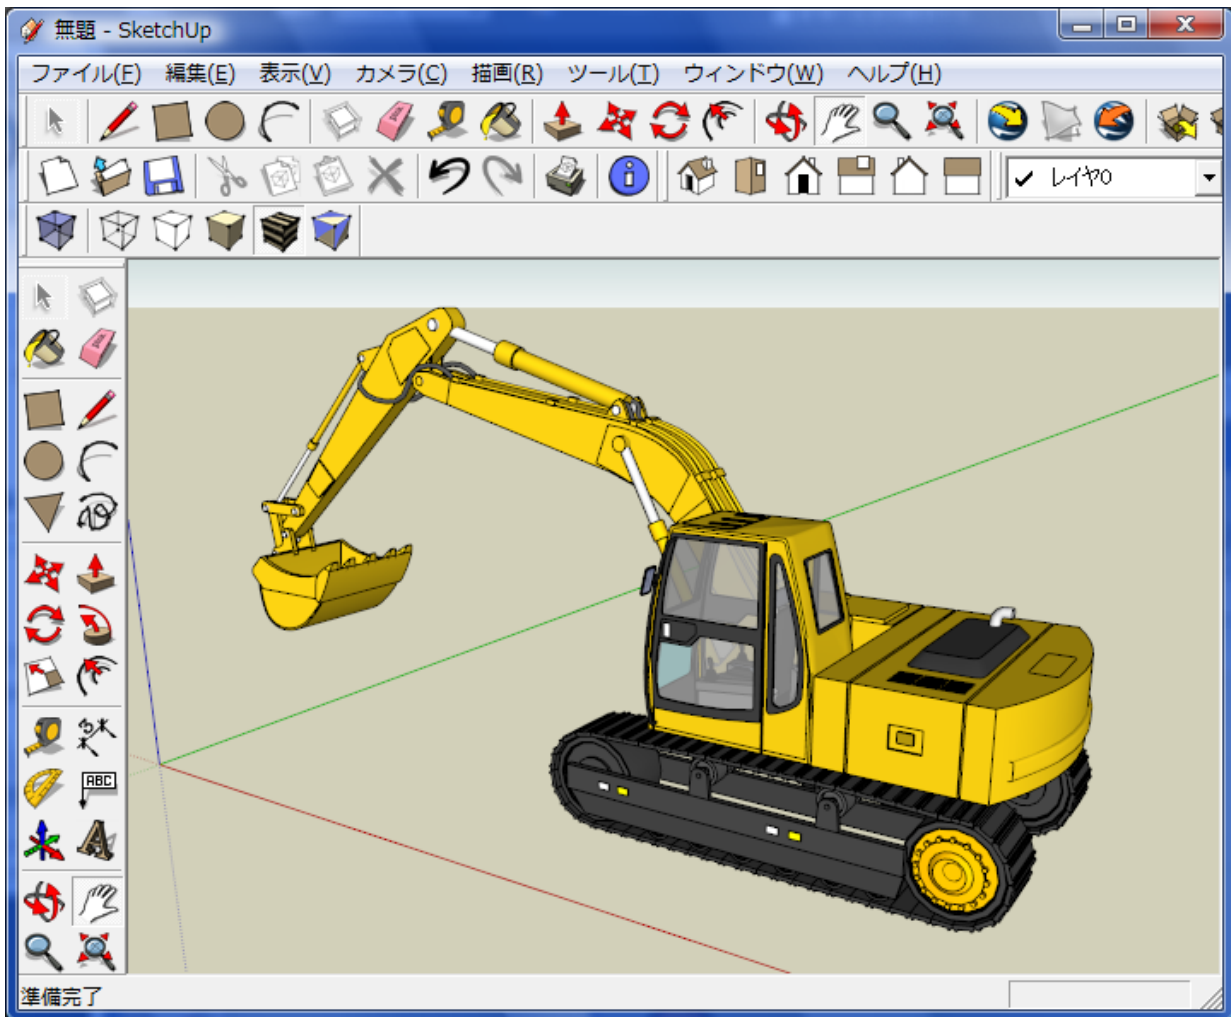 無題 - SketchUp
ファイル(F) 編集(E) 表示(V) カメラ(C) 描画(R) ツール(T) ウィンドウ(W) ヘルプ(H)
レイヤ0
ABC
準備完了